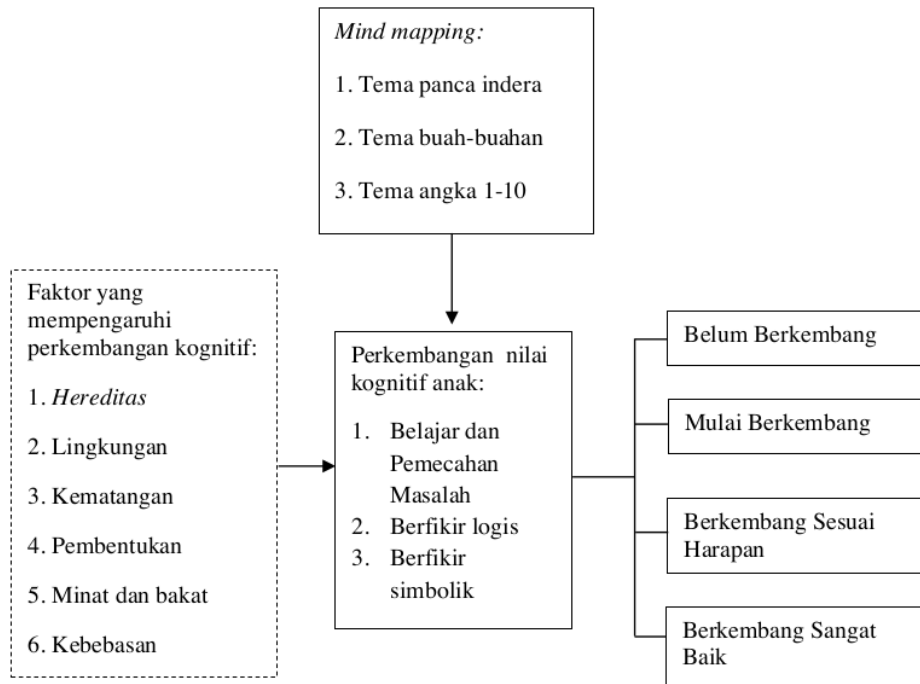 Mind mapping:
1. Tema panca indera
2. Tema buah-buahan
3. Tema angka 1-10
Faktor yang
mempengaruhi
perkembangan kognitif:
1. Hereditas
2. Lingkungan
3. Kematangan
4. Pembentukan
5. Minat dan bakat
6. Kebebasan
Perkembangan nilai
kognitif anak:
1. Belajar dan
Pemecahan
Masalah
2. Berfikir logis
3. Berfikir
simbolik
Belum Berkembang
Mulai Berkembang
Berkembang Sesuai
Harapan
Berkembang Sangat
Baik